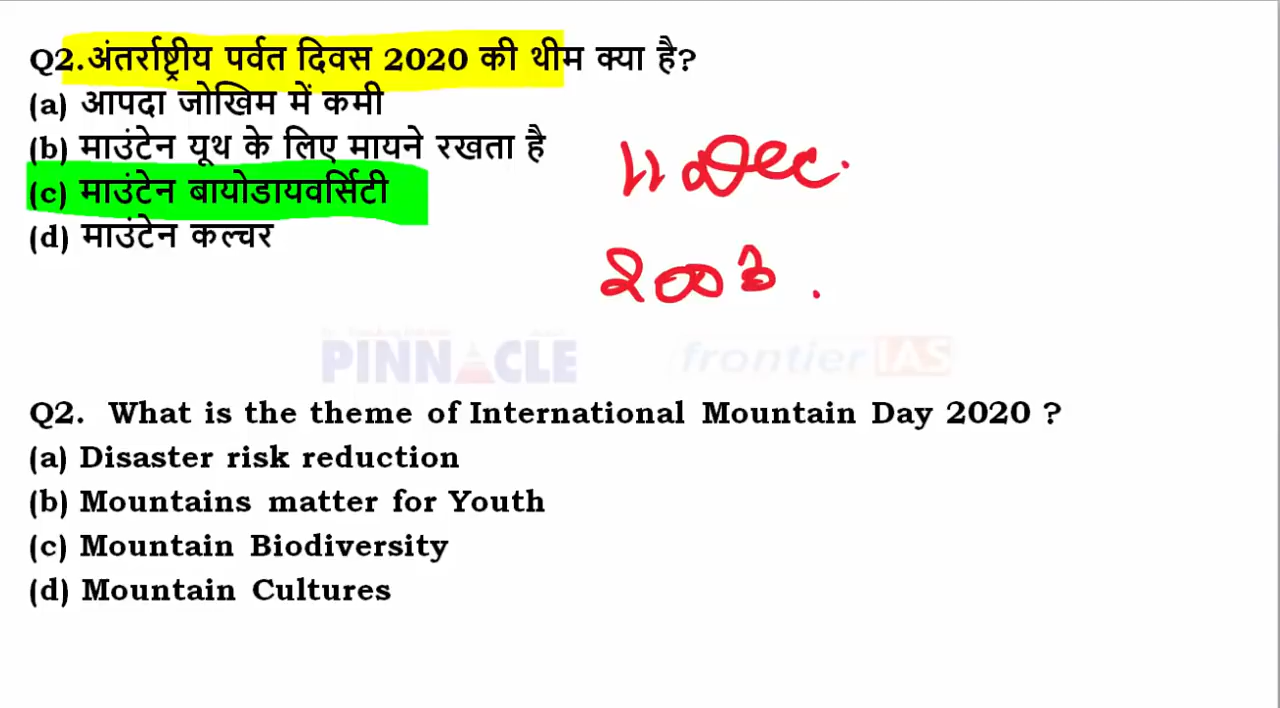 Q2.अंतर्राष्ट्रीय पर्वत दिवस 2020 की थीम क्या है?
(a) आपदा जोखिम में कमी
(b) माउंटेन यूथ के लिए मायने रखता है
(c) माउंटेन बायोडायवर्सिटी
(d) माउंटेन कल्चर
11 Dec.
2003.
PINNACLE
frontier IAS
Q2. What is the theme of International Mountain Day 2020 ?
(a) Disaster risk reduction
(b) Mountains matter for Youth
(c) Mountain Biodiversity
(d) Mountain Cultures